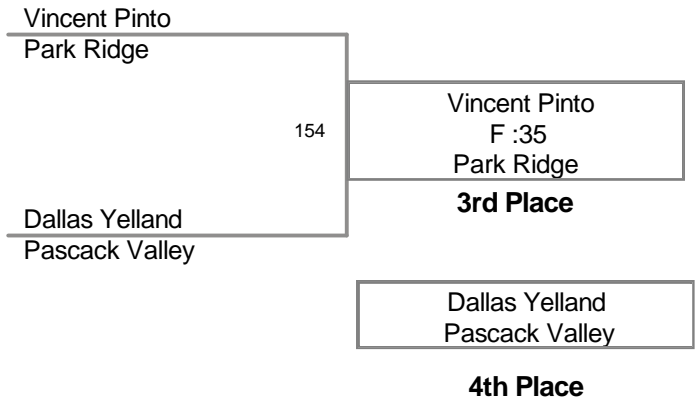 Vincent Pinto
Park Ridge
154
Vincent Pinto
F :35
Park Ridge
3rd Place
Dallas Yelland
Pascack Valley
Dallas Yelland
Pascack Valley
4th Place